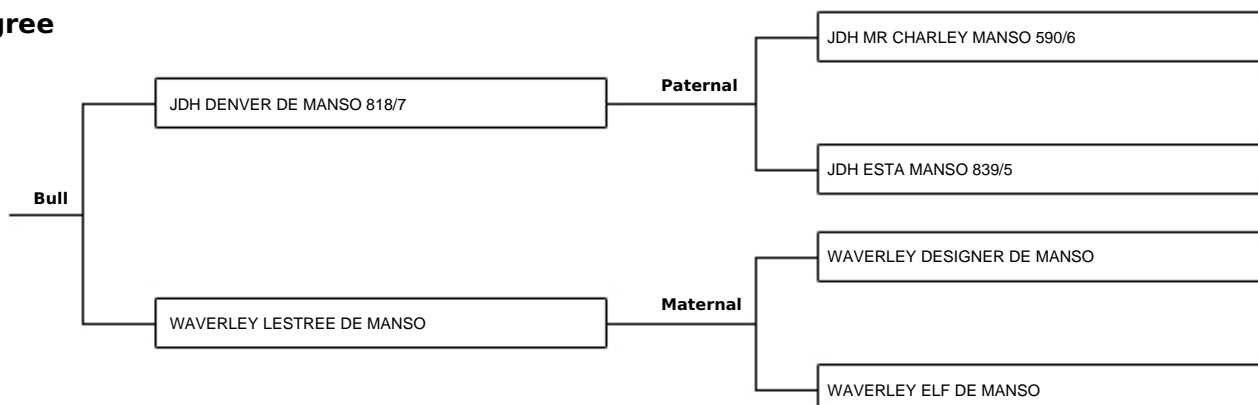 gree
JDH MR CHARLEY MANSO 590/6
JDH DENVER DE MANSO 818/7
Paternal
JDH ESTA MANSO 839/5
Bull
WAVERLEY DESIGNER DE MANSO
WAVERLEY LESTREE DE MANSO
Maternal
WAVERLEY ELF DE MANSO